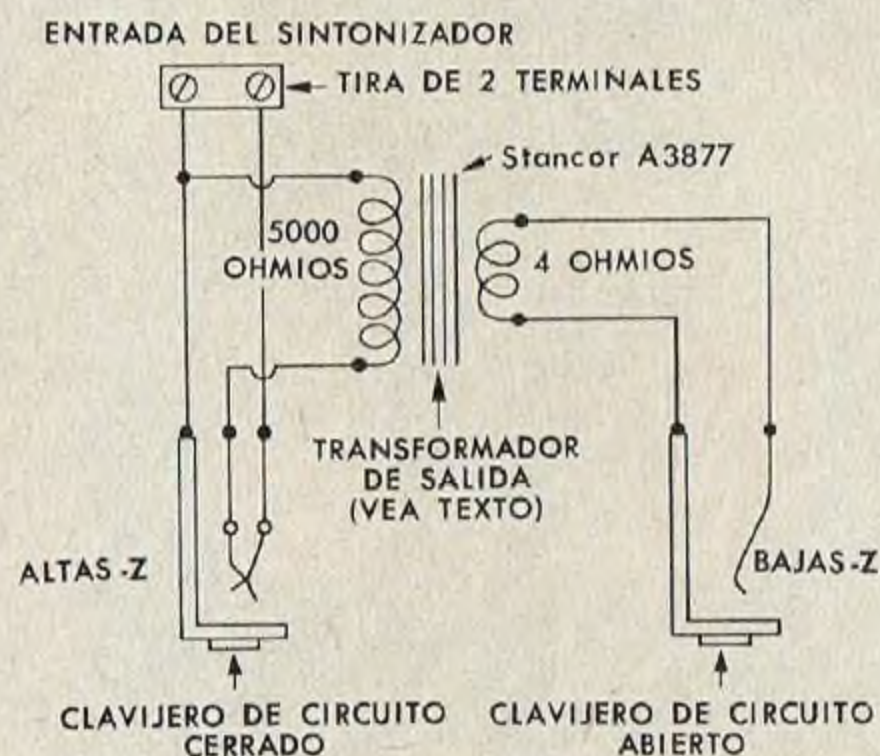 ENTRADA DEL SINTONIZADOR
TIRA DE 2 TERMINALES
Stancor A3877
5000
OHMIOS
4 OHMIOS
TRANSFORMADOR
DE SALIDA
(VEA TEXTO)
ALTAS-Z
BAJAS-Z
CLAVIJERO DE CIRCUITO
CERRADO
CLAVIJERO DE CIRCUITO
ABIERTO